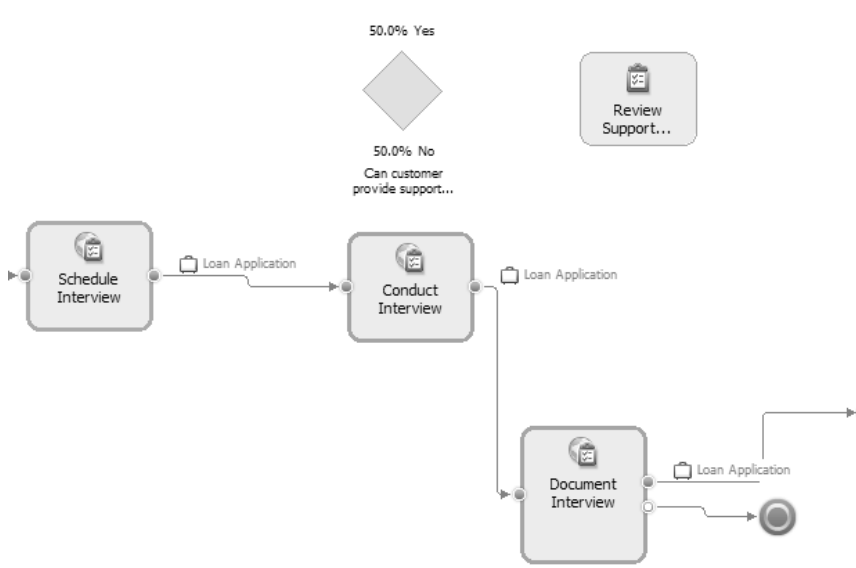 50.0% Yes
50.0% No
Can customer
provide support...
Review
Support...
Schedule
Interview
Loan Application
Conduct
Interview
Loan Application
Document
Interview
Loan Application